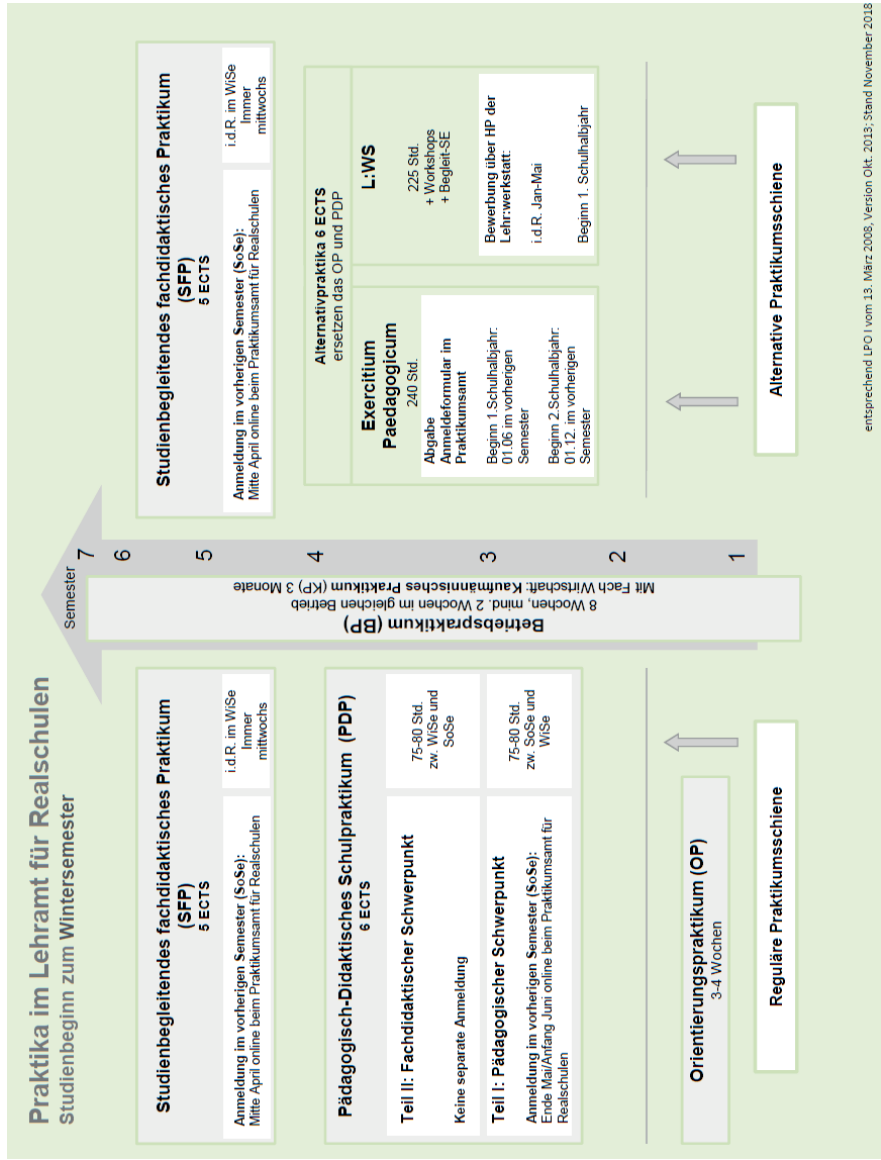 Praktika im Lehramt für Realschulen
Studienbeginn zum Wintersemester
Studienbegleitendes fachdidaktisches Praktikum
(SFP)
5 ECTS
Anmeldung im vorherigen Semester (SoSe):
Mitte April online beim Praktikumsamt für Realschulen
i.d.R. im WiSe
Immer
mittwochs
Pädagogisch-Didaktisches Schulpraktikum (PDP)
6 ECTS
Teil II: Fachdidaktischer Schwerpunkt
Keine separate Anmeldung
75-80 Std.
zw. WiSe und
SoSe
Teil I: Pädagogischer Schwerpunkt
Anmeldung im vorherigen Semester (SoSe):
Ende Mai/Anfang Juni online beim Praktikumsamt für
Realschulen
75-80 Std.
zw. SoSe und
WiSe
Orientierungspraktikum (OP)
3-4 Wochen
Reguläre Praktikumsschiene
Semester
7
6
5
4
3
2
1
Betriebspraktikum (BP)
8 Wochen, mind. 2 Wochen im gleichen Betrieb
Mit Fach Wirtschaft: Kaufmännisches Praktikum (KP) 3 Monate
Studienbegleitendes fachdidaktisches Praktikum
(SFP)
5 ECTS
Anmeldung im vorherigen Semester (SoSe):
Mitte April online beim Praktikumsamt für Realschulen
i.d.R. im WiSe
Immer
mittwochs
Alternativpraktika 6 ECTS
ersetzen das OP und PDP
Exercitium
Paedagogicum
240 Std.
Abgabe
Anmeldeformular im
Praktikumsamt
Beginn 1.Schulhalbjahr:
01.06 im vorherigen
Semester
Beginn 2.Schulhalbjahr:
01.12. im vorherigen
Semester
L:WS
225 Std.
+ Workshops
+ Begleit-SE
Bewerbung über HP der
Lehr:werkstatt:
i.d.R. Jan-Mai
Beginn 1. Schulhalbjahr
Alternative Praktikumsschiene
entsprechend LPO I vom 13. März 2008, Version Okt. 2013; Stand November 2018